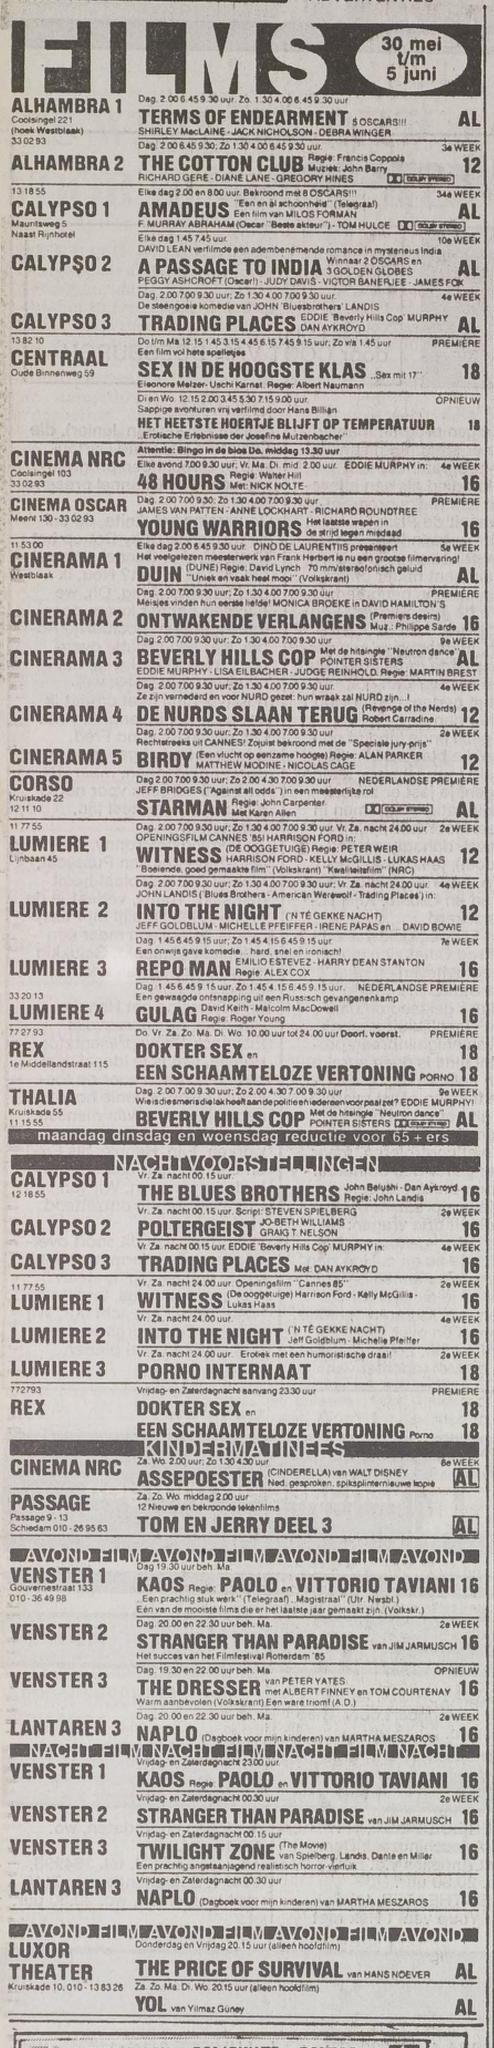 FILMS
30 mei
t/m
5 juni
ALHAMBRA 1
Coolsingel 221
(hoek Westblaak)
33 02 93
Dag. 2.00 6.45 9.30 uur. Zo. 1.30 4.00 6.45 9.30 uur
TERMS OF ENDEARMENT 5 OSCARS!!! AL
SHIRLEY MacLAINE - JACK NICHOLSON - DEBRA WINGER
ALHAMBRA 2
Dag. 2.00 6.45 9.30; Zo 1.30 4.00 6.45 9.30 uur 3e WEEK
THE COTTON CLUB Regie: Francis Coppola Muziek: John Barry 12
RICHARD GERE - DIANE LANE - GREGORY HINES DOLBY STEREO
13 18 55
CALYPSO 1
Mauritsweg 5
Naast Rijnhotel
Elke dag 2.00 en 8.00 uur. Bekroond met 8 OSCARS!!! 34e WEEK
AMADEUS "Een en al schoonheid" (Telegraaf) Een film van MILOS FORMAN AL
F. MURRAY ABRAHAM (Oscar "Beste akteur") - TOM HULCE DOLBY STEREO
CALYPSO 2
Elke dag 1.45 7.45 uur. 10e WEEK
DAVID LEAN verfilmde een adembenemende romance in mysterieus India
A PASSAGE TO INDIA Winnaar 2 OSCARS en 3 GOLDEN GLOBES AL
PEGGY ASHCROFT (Oscar!) - JUDY DAVIS - VICTOR BANERJEE - JAMES FOX
CALYPSO 3
Dag. 2.00 7.00 9.30 uur; Zo 1.30 4.00 7.00 9.30 uur 4e WEEK
De steengoeie komedie van JOHN 'Bluesbrothers' LANDIS
TRADING PLACES EDDIE 'Beverly Hills Cop' MURPHY DAN AYKROYD AL
13 82 10
CENTRAAL
Oude Binnenweg 59
Do t/m Ma 12.15 1.45 3.15 4.45 6.15 7.45 9.15 uur; Zo v/a 1.45 uur PREMIÈRE
Een film vol hete spelletjes
SEX IN DE HOOGSTE KLAS „Sex mit 17" 18
Eleonore Melzer - Uschi Karnat. Regie: Albert Naumann
Di en Wo. 12.15 2.00 3.45 5.30 7.15 9.00 uur. OPNIEUW
Sappige avonturen vrij verfilmd door Hans Billian
HET HEETSTE HOERTJE BLIJFT OP TEMPERATUUR 18
„Erotische Erlebnisse der Josefine Mutzenbacher"
CINEMA NRC
Coolsingel 103
33 02 93
Attentie: Bingo in de bios Do. middag 13.30 uur
Elke avond 7.00 9.30 uur; Vr. Ma. Di. mid. 2.00 uur. EDDIE MURPHY in: 4e WEEK
48 HOURS Regie: Walter Hill Met: NICK NOLTE 16
CINEMA OSCAR
Meent 130 - 33 02 93
Dag. 2.00 7.00 9.30; Zo 1.30 4.00 7.00 9.30 uur PREMIÈRE
JAMES VAN PATTEN - ANNE LOCKHART - RICHARD ROUNDTREE
YOUNG WARRIORS Het laatste wapen in de strijd tegen misdaad 16
11 53 00
CINERAMA 1
Westblaak
Elke dag 2.00 6.45 9.30 uur. DINO DE LAURENTIIS presenteert 5e WEEK
Het veelgelezen meesterwerk van Frank Herbert is nu een grootse filmervaring!
DUIN (DUNE) Regie: David Lynch 70 mm/stereofonisch geluid "Uniek en vaak heel mooi" (Volkskrant) AL
CINERAMA 2
Dag. 2.00 7.00 9.30 uur; Zo 1.30 4.00 7.00 9.30 uur PREMIÈRE
Meisjes vinden hun eerste liefde! MONICA BROEKE in DAVID HAMILTON'S
ONTWAKENDE VERLANGENS (Premiers desirs) Muz.: Philippe Sarde 16
CINERAMA 3
Dag. 2.00 7.00 9.30 uur; Zo 1.30 4.00 7.00 9.30 uur 9e WEEK
BEVERLY HILLS COP Met de hitsingle "Neutron dance" POINTER SISTERS AL
EDDIE MURPHY - LISA EILBACHER - JUDGE REINHOLD. Regie: MARTIN BREST
CINERAMA 4
Dag. 2.00 7.00 9.30 uur; Zo 1.30 4.00 7.00 9.30 uur 4e WEEK
Ze zijn vernederd en voor NURD gezet: hun wraak zal NURD zijn...!
DE NURDS SLAAN TERUG (Revenge of the Nerds) Robert Carradine 12
CINERAMA 5
Dag. 2.00 7.00 9.30 uur; Zo 1.30 4.00 7.00 9.30 uur 2e WEEK
Rechtstreeks uit CANNES! Zojuist bekroond met de "Speciale jury-prijs"
BIRDY (Een vlucht op eenzame hoogte) Regie: ALAN PARKER MATTHEW MODINE - NICOLAS CAGE 12
CORSO
Kruiskade 22
12 11 10
Dag 2.00 7.00 9.30 uur; Zo 2.00 4.30 7.00 9.30 uur NEDERLANDSE PREMIÈRE
JEFF BRIDGES ("Against all odds") in een meesterlijke rol
STARMAN Regie: John Carpenter Met Karen Allen DOLBY STEREO AL
11 77 55
LUMIERE 1
Lijnbaan 45
Dag. 2.00 7.00 9.30 uur; Zo 1.30 4.00 7.00 9.30 uur. Vr. Za. nacht 24.00 uur 2e WEEK
OPENINGSFILM CANNES '85! HARRISON FORD in:
WITNESS (DE OOGGETUIGE) Regie: PETER WEIR HARRISON FORD - KELLY McGILLIS - LUKAS HAAS 12
"Boeiende, goed gemaakte film" (Volkskrant) "Kwaliteitsfilm" (NRC)
LUMIERE 2
Dag. 2.00 7.00 9.30 uur; Zo 1.30 4.00 7.00 9.30 uur; Vr. Za. nacht 24.00 uur. 4e WEEK
JOHN LANDIS ('Blues Brothers - American Werewolf - Trading Places') in:
INTO THE NIGHT ('N TÉ GEKKE NACHT) 12
JEFF GOLDBLUM - MICHELLE PFEIFFER - IRENE PAPAS en ... DAVID BOWIE
LUMIERE 3
Dag. 1.45 6.45 9.15 uur; Zo 1.45 4.15 6.45 9.15 uur. 7e WEEK
Een onwijs gave komedie... hard, snel en ironisch!
REPO MAN EMILIO ESTEVEZ - HARRY DEAN STANTON Regie: ALEX COX 16
33 20 13
LUMIERE 4
Dag. 1.45 6.45 9.15 uur. Zo 1.45 4.15 6.45 9.15 uur. NEDERLANDSE PREMIÈRE
Een gewaagde ontsnapping uit een Russisch gevangenenkamp
GULAG David Keith - Malcolm MacDowell Regie: Roger Young 16
77 27 93
REX
1e Middellandstraat 115
Do. Vr. Za. Zo. Ma. Di. Wo. 10.00 uur tot 24.00 uur Doorl. voorst. PREMIÈRE
DOKTER SEX en 18
EEN SCHAAMTELOZE VERTONING PORNO 18
THALIA
Kruiskade 55
11 15 55
Dag. 2.00 7.00 9.30 uur; Zo 2.00 4.30 7.00 9.30 uur 9e WEEK
Wie is die smeris die lak heeft aan de politie en iedereen voor paal zet? EDDIE MURPHY!
BEVERLY HILLS COP Met de hitsingle "Neutron dance" POINTER SISTERS DOLBY STEREO AL
maandag dinsdag en woensdag reductie voor 65 + ers
NACHTVOORSTELLINGEN
CALYPSO 1
12 18 55
Vr. Za. nacht 00.15 uur.
THE BLUES BROTHERS John Belushi - Dan Aykroyd. Regie: John Landis 16
CALYPSO 2
Vr. Za. nacht 00.15 uur. Script: STEVEN SPIELBERG 2e WEEK
POLTERGEIST JO-BETH WILLIAMS GRAIG T. NELSON 16
CALYPSO 3
Vr. Za. nacht 00.15 uur EDDIE 'Beverly Hills Cop' MURPHY in: 4e WEEK
TRADING PLACES Met: DAN AYKROYD 16
11 77 55
LUMIERE 1
Vr. Za. nacht 24.00 uur. Openingsfilm "Cannes 85" 2e WEEK
WITNESS (De ooggetuige) Harrison Ford - Kelly McGillis - Lukas Haas 16
LUMIERE 2
Vr. Za. nacht 24.00 uur. 4e WEEK
INTO THE NIGHT ('N TÉ GEKKE NACHT) Jeff Goldblum - Michelle Pfeiffer 16
LUMIERE 3
Vr. Za. nacht 24.00 uur. Erotiek met een humoristische draai! 2e WEEK
PORNO INTERNAAT 18
772793
REX
Vrijdag- en Zaterdagnacht aanvang 23.30 uur PREMIERE
DOKTER SEX en 18
EEN SCHAAMTELOZE VERTONING Porno 18
KINDERMATINEES
CINEMA NRC
Za. Wo. 2.00 uur; Zo 1.30 4.30 uur 8e WEEK
ASSEPOESTER (CINDERELLA) van WALT DISNEY Ned. gesproken, spiksplinternieuwe kopie AL
PASSAGE
Passage 9 - 13
Schiedam 010 - 26 95 63
Za. Zo. Wo. middag 2.00 uur
12 Nieuwe en bekroonde tekenfilms
TOM EN JERRY DEEL 3 AL
AVOND FILM AVOND FILM AVOND FILM AVOND
VENSTER 1
Gouvernestraat 133
010 - 36 49 98
Dag 19.30 uur beh. Ma.
KAOS Regie: PAOLO en VITTORIO TAVIANI 16
„Een prachtig stuk werk" (Telegraaf) „Magistraal" (Utr. Nwsbl.)
Eén van de mooiste films die er het laatste jaar gemaakt zijn. (Volkskr.)
VENSTER 2
Dag. 20.00 en 22.30 uur beh. Ma. 2e WEEK
STRANGER THAN PARADISE van JIM JARMUSCH 16
Het succes van het Filmfestival Rotterdam '85
VENSTER 3
Dag. 19.30 en 22.00 uur beh. Ma. OPNIEUW
THE DRESSER van PETER YATES met ALBERT FINNEY en TOM COURTENAY 16
Warm aanbevolen (Volkskrant) Een ware triomf (A.D.)
LANTAREN 3
Dag. 20.00 en 22.30 uur beh. Ma. 2e WEEK
NAPLO (Dagboek voor mijn kinderen) van MARTHA MESZAROS 16
NACHT FILM NACHT FILM NACHT FILM NACHT
VENSTER 1
Vrijdag- en Zaterdagnacht 23.00 uur.
KAOS Regie: PAOLO en VITTORIO TAVIANI 16
VENSTER 2
Vrijdag- en Zaterdagnacht 00.30 uur 2e WEEK
STRANGER THAN PARADISE van JIM JARMUSCH 16
VENSTER 3
Vrijdag- en Zaterdagnacht 00.15 uur
TWILIGHT ZONE (The Movie) van Spielberg, Landis, Dante en Miller 16
Een prachtig angstaanjagend realistisch horror-vierluik
LANTAREN 3
Vrijdag- en Zaterdagnacht 00.30 uur
NAPLO (Dagboek voor mijn kinderen) van MARTHA MESZAROS 16
AVOND FILM AVOND FILM AVOND FILM AVOND
LUXOR
THEATER
Kruiskade 10, 010 - 13 83 26
Donderdag en Vrijdag 20.15 uur (alleen hoofdfilm)
THE PRICE OF SURVIVAL van HANS NOEVER AL
Za. Zo. Ma. Di. Wo. 20.15 uur (alleen hoofdfilm)
YOL van Yilmaz Güney AL